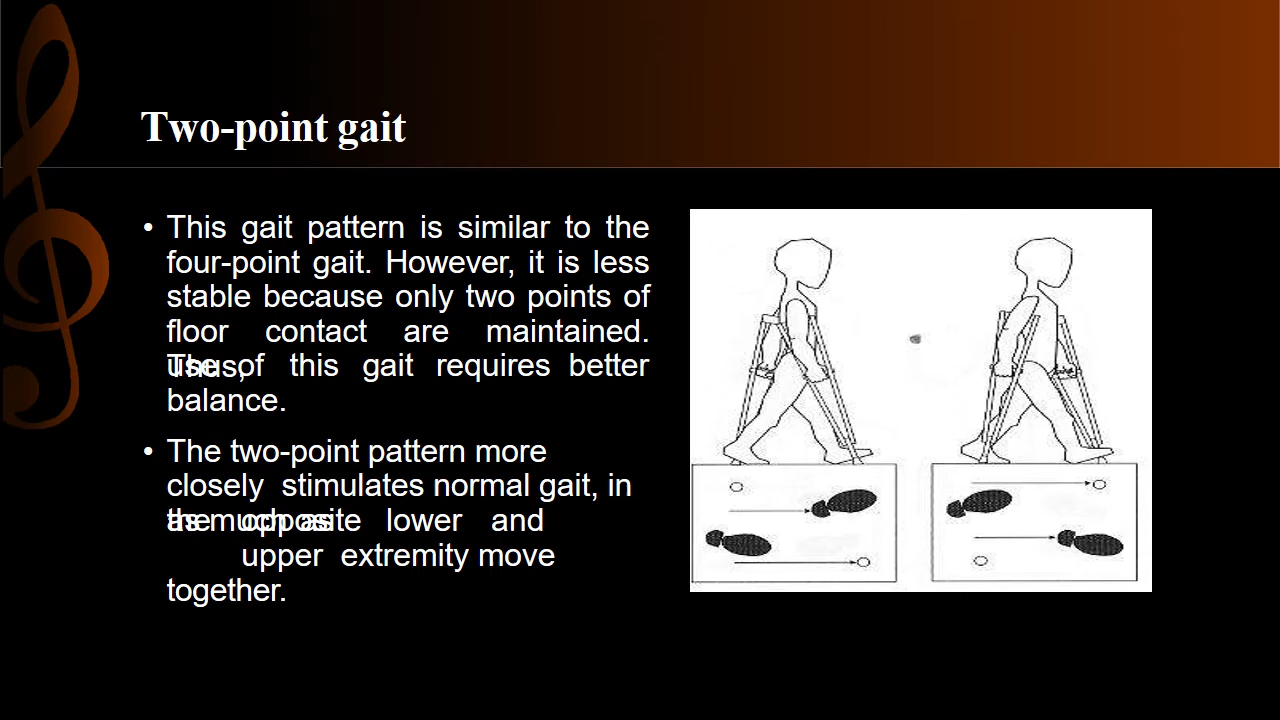 Two-point gait
• This gait pattern is similar to the
four-point gait. However, it is less
stable because only two points of
floor contact are maintained.
Thus,
use of this gait requires better
balance.
• The two-point pattern more
closely stimulates normal gait, in
as much as
the opposite lower and
upper extremity move
together.